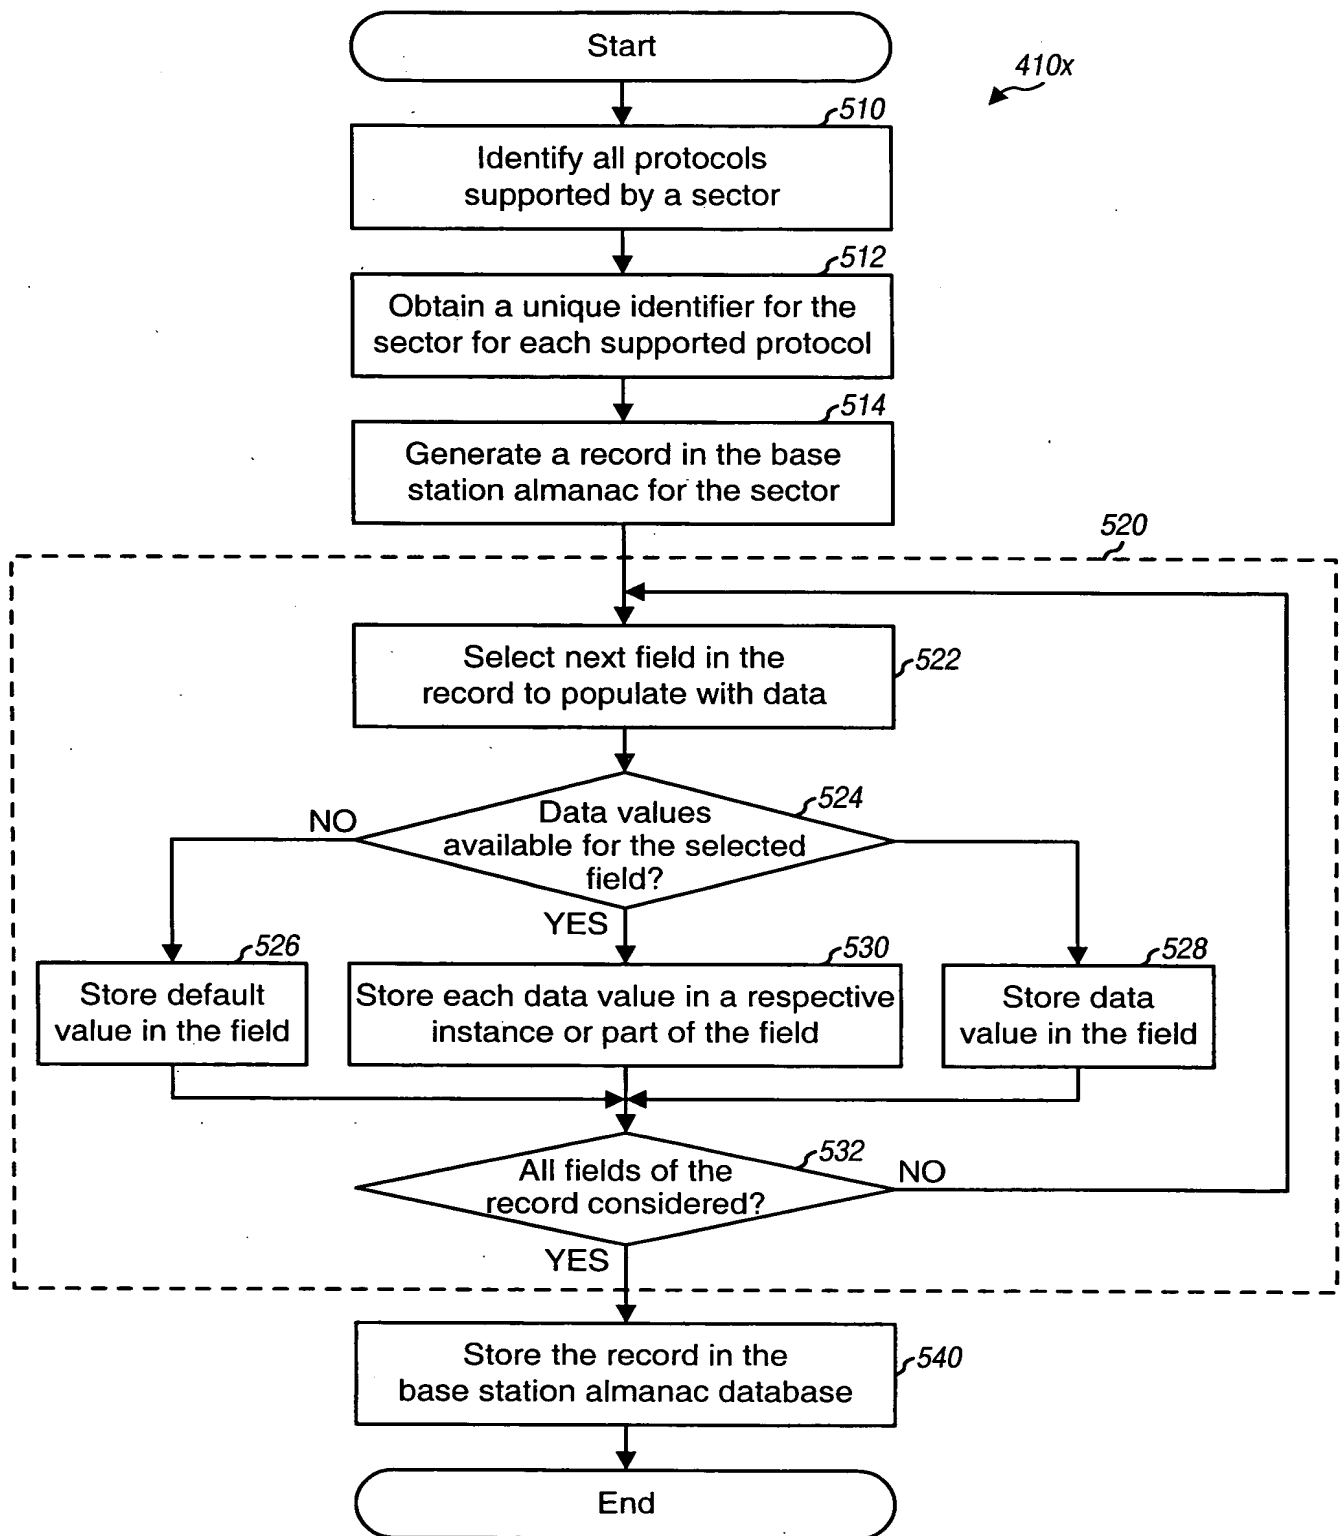 Start
410x
510
Identify all protocols
supported by a sector
512
Obtain a unique identifier for the
sector for each supported protocol
514
Generate a record in the base
station almanac for the sector
520
Select next field in the
record to populate with data
522
524
Data values
available for the selected
field?
NO
YES
526
Store default
value in the field
530
Store each data value in a respective
instance or part of the field
528
Store data
value in the field
532
All fields of the
record considered?
NO
YES
Store the record in the
base station almanac database
540
End